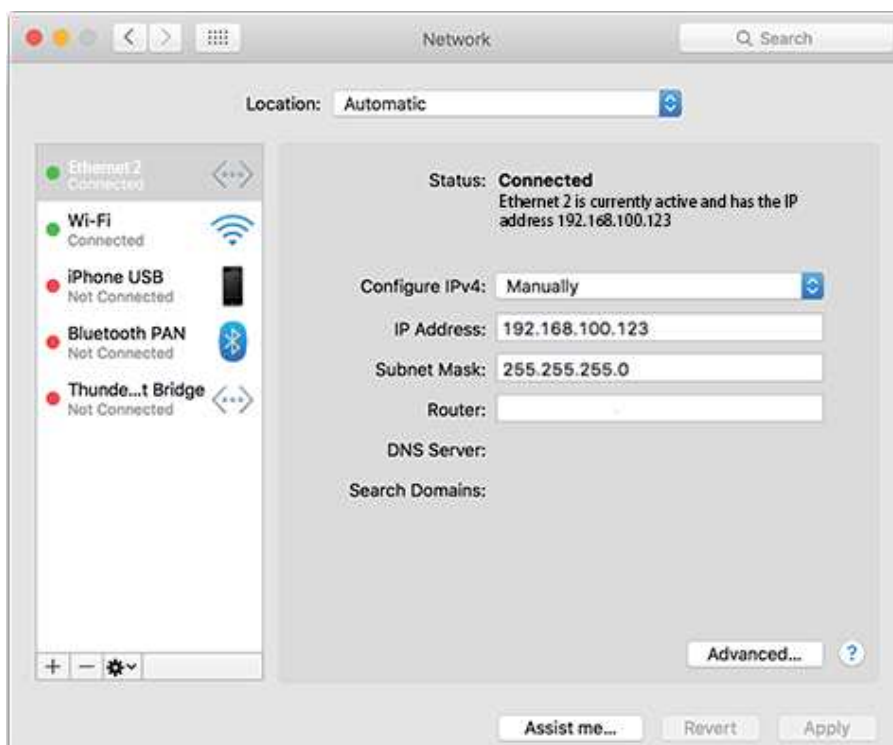 Network
Search
Location: Automatic
Ethernet 2
Connected
Wi-Fi
Connected
iPhone USB
Not Connected
Bluetooth PAN
Not Connected
Thunde...t Bridge
Not Connected
Status: Connected
Ethernet 2 is currently active and has the IP
address 192.168.100.123
Configure IPv4: Manually
IP Address: 192.168.100.123
Subnet Mask: 255.255.255.0
Router:
DNS Server:
Search Domains:
Advanced...
?
Assist me...
Revert
Apply